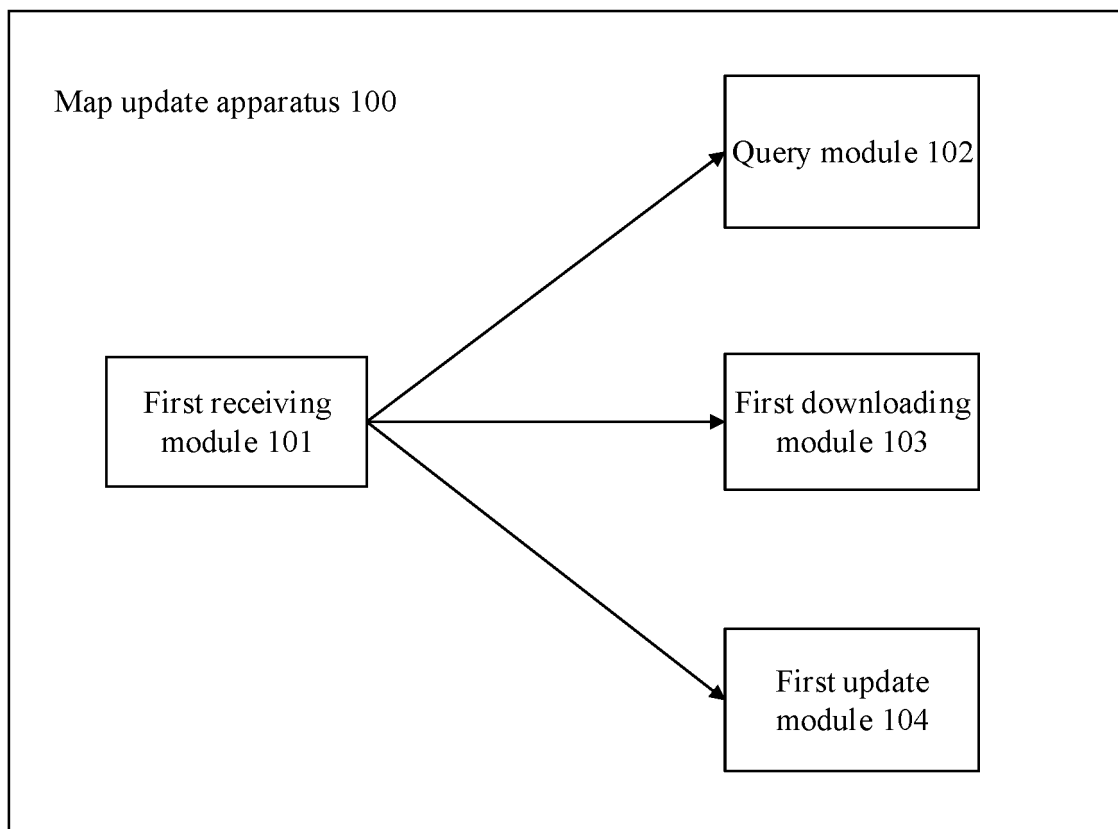 Map update apparatus 100
Query module 102
First receiving
module 101
First downloading
module 103
First update
module 104